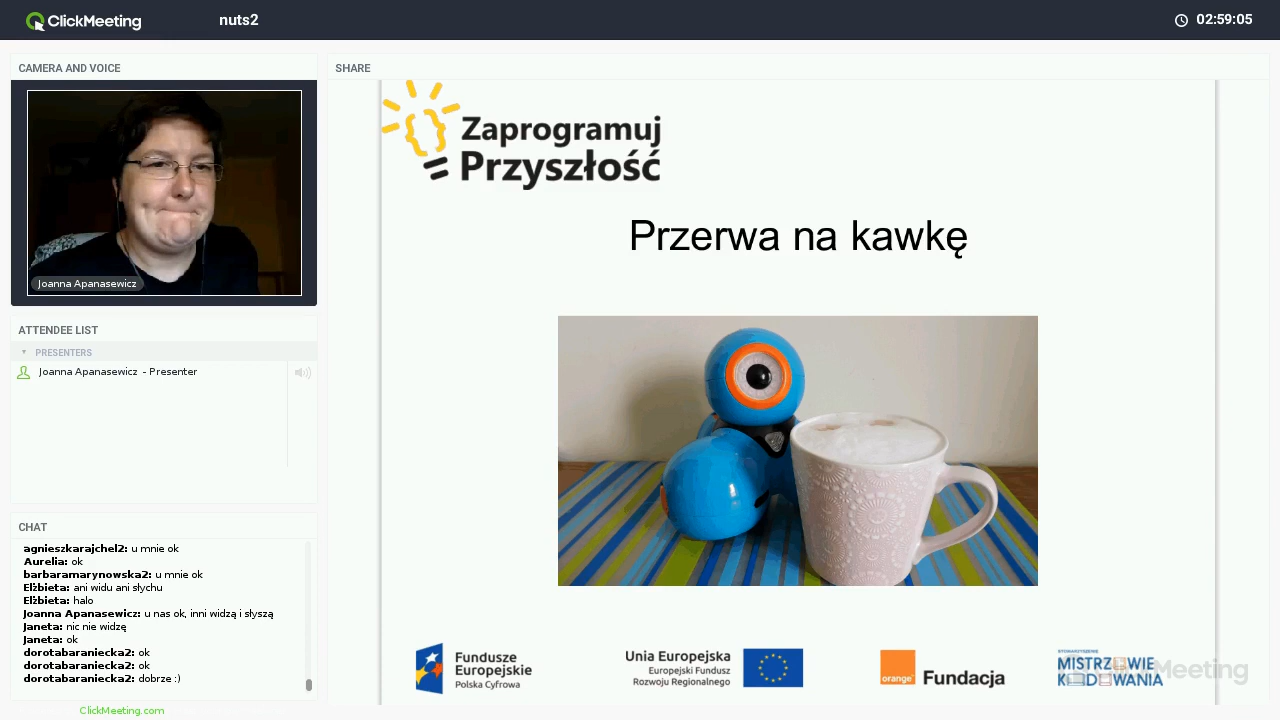 ClickMeeting
nuts2
02:59:05
CAMERA AND VOICE
Joanna Apanasewicz
ATTENDEE LIST
PRESENTERS
Joanna Apanasewicz - Presenter
CHAT
agnieszkarajchel2: u mnie ok
Aurelia: ok
barbaramarynowska2: u mnie ok
Elżbieta: ani widu ani słychu
Elżbieta: halo
Joanna Apanasewicz: u nas ok, inni widzą i słyszą
Janeta: nic nie widzę
Janeta: ok
dorotabaraniecka2: ok
dorotabaraniecka2: ok
dorotabaraniecka2: dobrze :)
ClickMeeting.com
SHARE
Zaprogramuj
Przyszłość
Przerwa na kawkę
Fundusze
Europejskie
Polska Cyfrowa
Unia Europejska
Europejski Fundusz
Rozwoju Regionalnego
orange
Fundacja
STOWARZYSZENIE
MISTRZOWIE
KODOWANIA
ClickMeeting